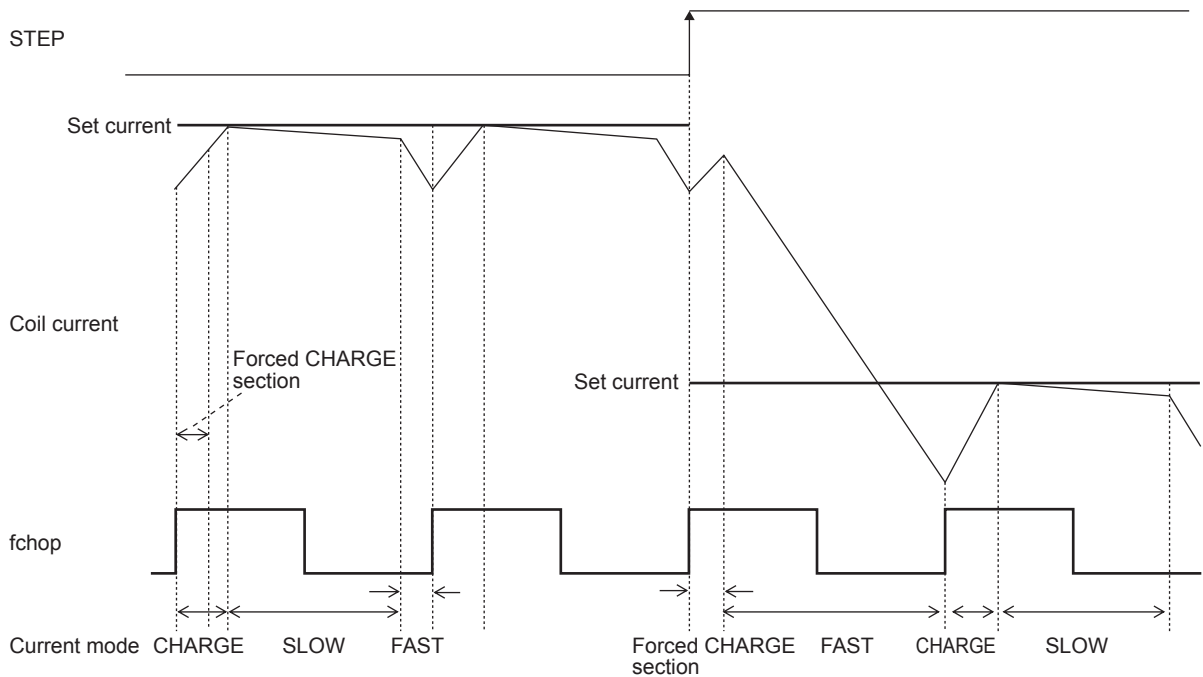 STEP
Set current
Coil current
Forced CHARGE
section
Set current
fchop
Current mode CHARGE SLOW FAST Forced CHARGE FAST CHARGE SLOW
section